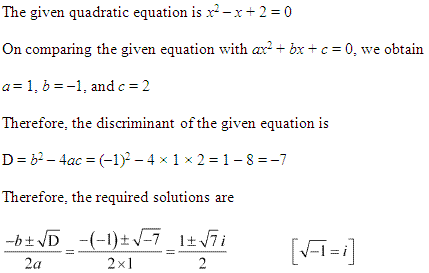 The given quadratic equation is x² – x + 2 = 0
On comparing the given equation with ax² + bx + c = 0, we obtain
a = 1, b = –1, and c = 2
Therefore, the discriminant of the given equation is
D = b² – 4ac = (–1)² – 4 × 1 × 2 = 1 – 8 = –7
Therefore, the required solutions are
(–b ± √D)/2a = (–(–1) ± √–7)/(2×1) = (1 ± √7 i)/2 [√–1 = i]